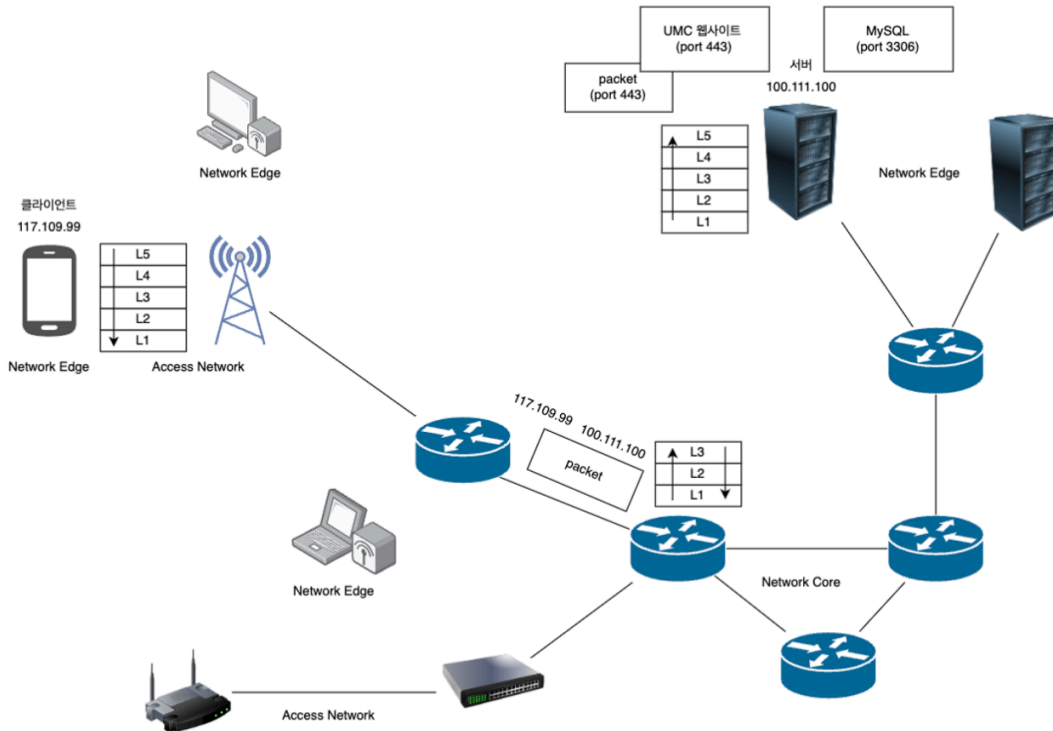 UMC 웹사이트
(port 443)
MySQL
(port 3306)
packet
(port 443)
서버
100.111.100
L5
L4
L3
L2
L1
Network Edge
Network Edge
클라이언트
117.109.99
L5
L4
L3
L2
L1
Network Edge
Access Network
117.109.99
100.111.100
packet
L3
L2
L1
Network Edge
Network Core
Access Network